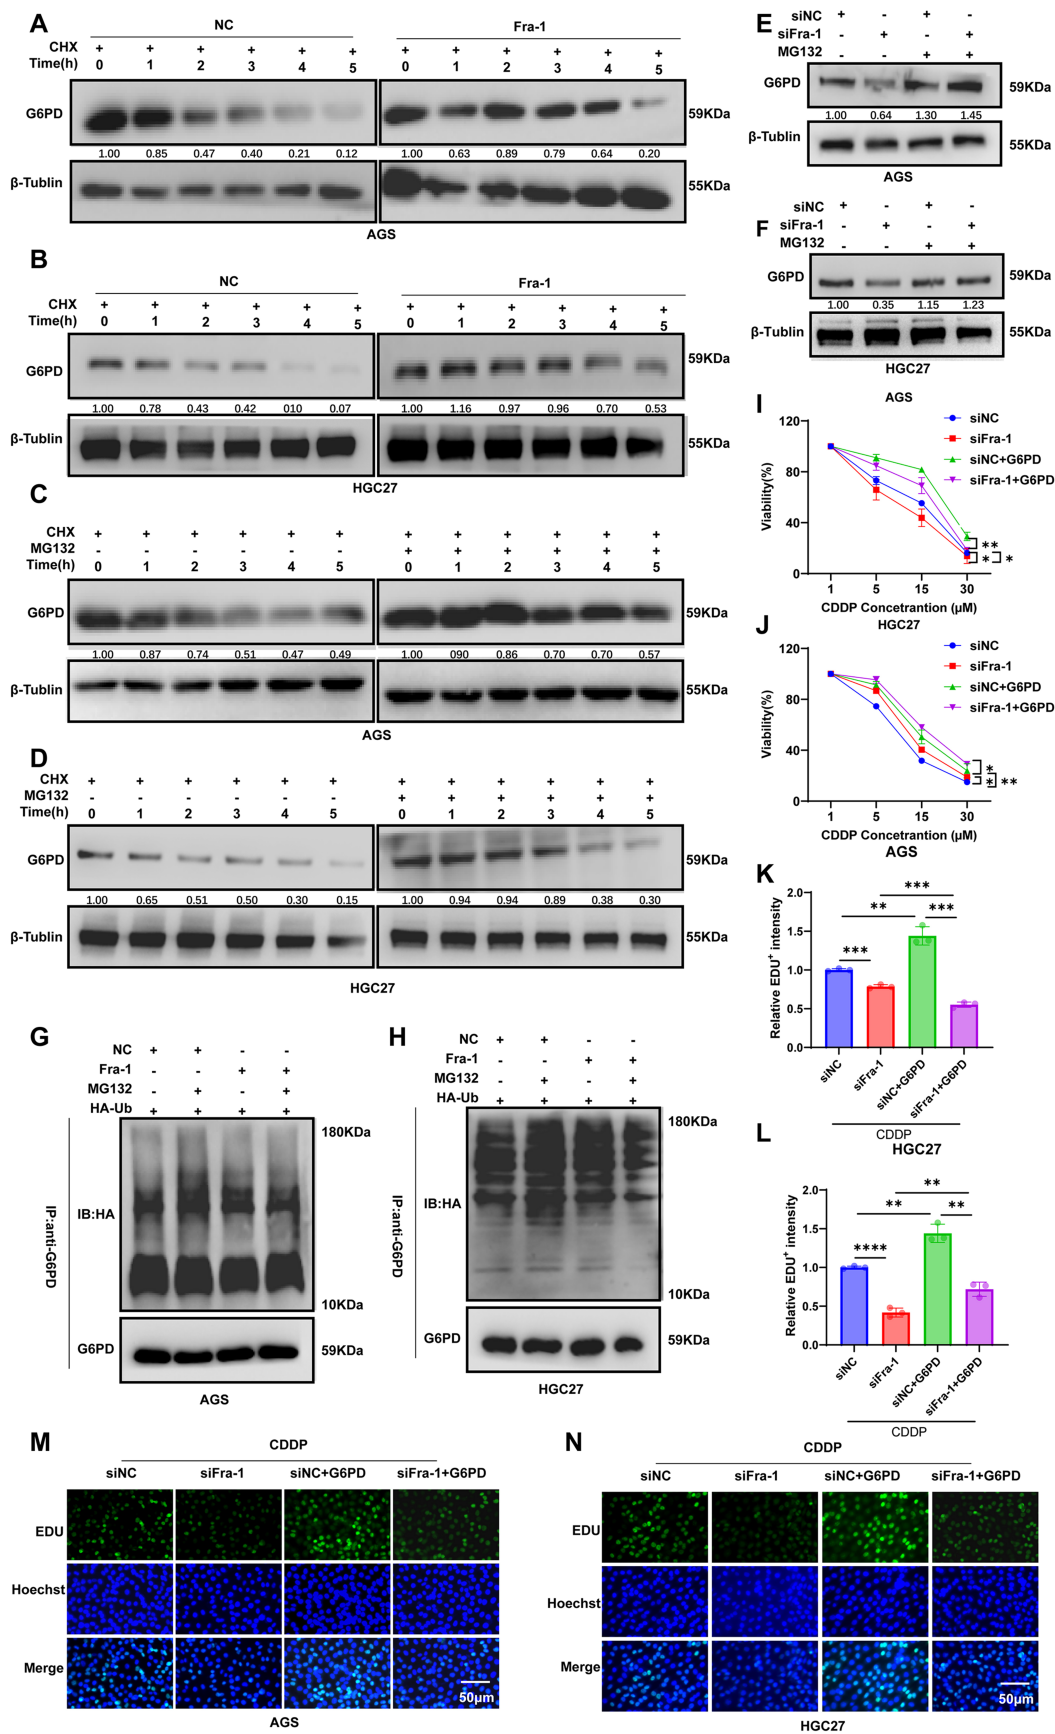 A
NC Fra-1
CHX + + + + + + + + + + + +
Time(h) 0 1 2 3 4 5 0 1 2 3 4 5
G6PD 59KDa
1.00 0.85 0.47 0.40 0.21 0.12 1.00 0.63 0.89 0.79 0.64 0.20
β-Tublin 55KDa
AGS
B
NC Fra-1
CHX + + + + + + + + + + + +
Time(h) 0 1 2 3 4 5 0 1 2 3 4 5
G6PD 59KDa
1.00 0.78 0.43 0.42 010 0.07 1.00 1.16 0.97 0.96 0.70 0.53
β-Tublin 55KDa
HGC27
C
CHX + + + + + + + + + + + +
MG132 - - - - - - + + + + + +
Time(h) 0 1 2 3 4 5 0 1 2 3 4 5
G6PD 59KDa
1.00 0.87 0.74 0.51 0.47 0.49 1.00 090 0.86 0.70 0.70 0.57
β-Tublin 55KDa
AGS
D
CHX + + + + + + + + + + + +
MG132 - - - - - - + + + + + +
Time(h) 0 1 2 3 4 5 0 1 2 3 4 5
G6PD 59KDa
1.00 0.65 0.51 0.50 0.30 0.15 1.00 0.94 0.94 0.89 0.38 0.30
β-Tublin 55KDa
HGC27
E
siNC + - + -
siFra-1 - + - +
MG132 - - + +
G6PD 59KDa
1.00 0.64 1.30 1.45
β-Tublin 55KDa
AGS
F
siNC + - + -
siFra-1 - + - +
MG132 - - + +
G6PD 59KDa
1.00 0.35 1.15 1.23
β-Tublin 55KDa
HGC27
G
NC + + - -
Fra-1 - - + +
MG132 - + - +
HA-Ub + + + +
180KDa
IB:HA
10KDa
IP:anti-G6PD
G6PD 59KDa
AGS
H
NC + + - -
Fra-1 - - + +
MG132 - + - +
HA-Ub + + + +
180KDa
IB:HA
10KDa
IP:anti-G6PD
G6PD 59KDa
HGC27
I
AGS
Viability(%)
120
80
40
0
siNC
siFra-1
siNC+G6PD
siFra-1+G6PD
**
* *
1 5 15 30
CDDP Concetrantion (μM)
J
HGC27
Viability(%)
120
80
40
0
siNC
siFra-1
siNC+G6PD
siFra-1+G6PD
*
* **
1 5 15 30
CDDP Concetrantion (μM)
K
AGS
Relative EDU+ intensity
2.0
1.5
1.0
0.5
0.0
***
** ***
***
siNC siFra-1 siNC+G6PD siFra-1+G6PD
CDDP
L
HGC27
Relative EDU+ intensity
2.0
1.5
1.0
0.5
0.0
**
** **
****
siNC siFra-1 siNC+G6PD siFra-1+G6PD
CDDP
M
CDDP
siNC siFra-1 siNC+G6PD siFra-1+G6PD
EDU
Hoechst
Merge
50μm
AGS
N
CDDP
siNC siFra-1 siNC+G6PD siFra-1+G6PD
EDU
Hoechst
Merge
50μm
HGC27